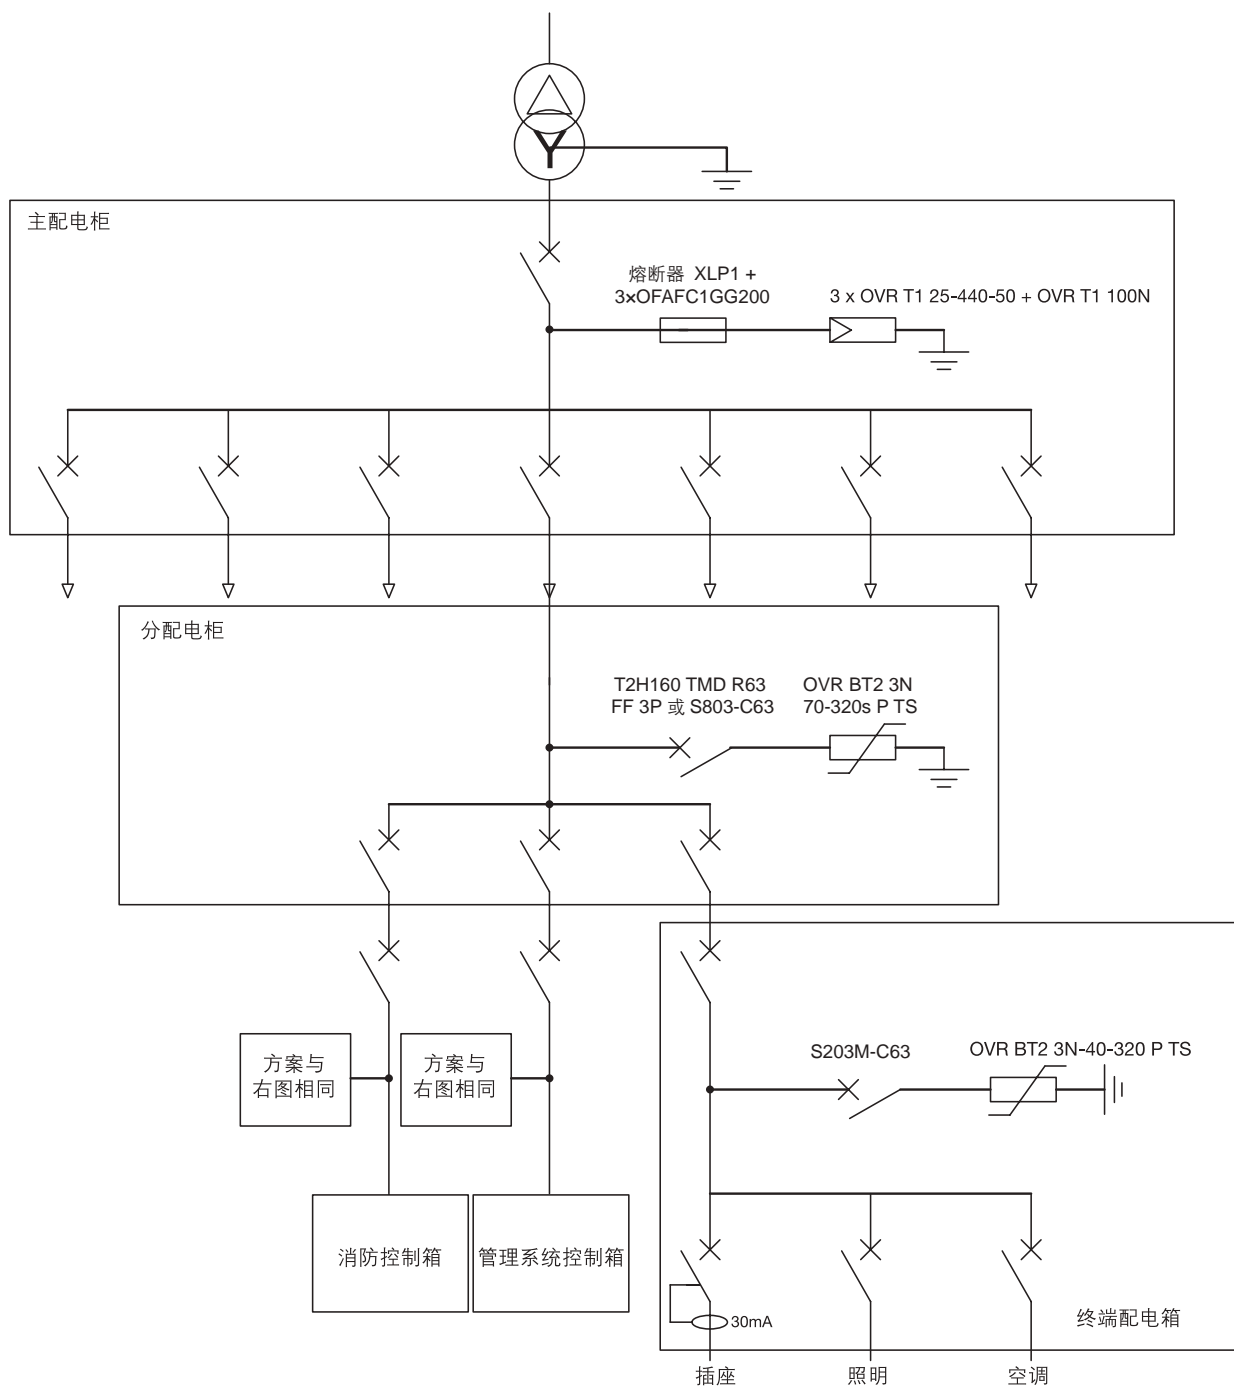 主配电柜
熔断器 XLP1 +
3×OFAFC1GG200
3 x OVR T1 25-440-50 + OVR T1 100N
分配电柜
T2H160 TMD R63
FF 3P 或 S803-C63
OVR BT2 3N
70-320s P TS
方案与
右图相同
方案与
右图相同
S203M-C63
OVR BT2 3N-40-320 P TS
消防控制箱
管理系统控制箱
30mA
终端配电箱
插座
照明
空调